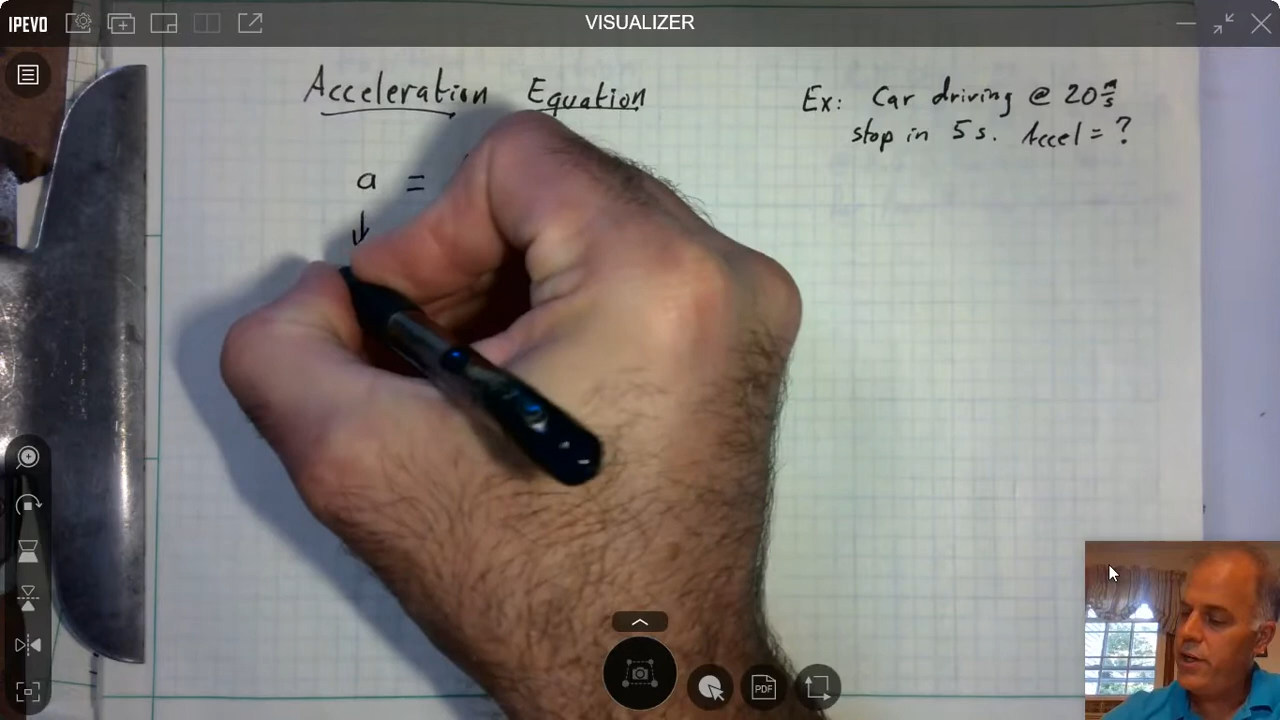 IPEVO
VISUALIZER
Acceleration Equation
a =
Ex: Car driving @ 20 m/s
stop in 5 s. Accel = ?
PDF